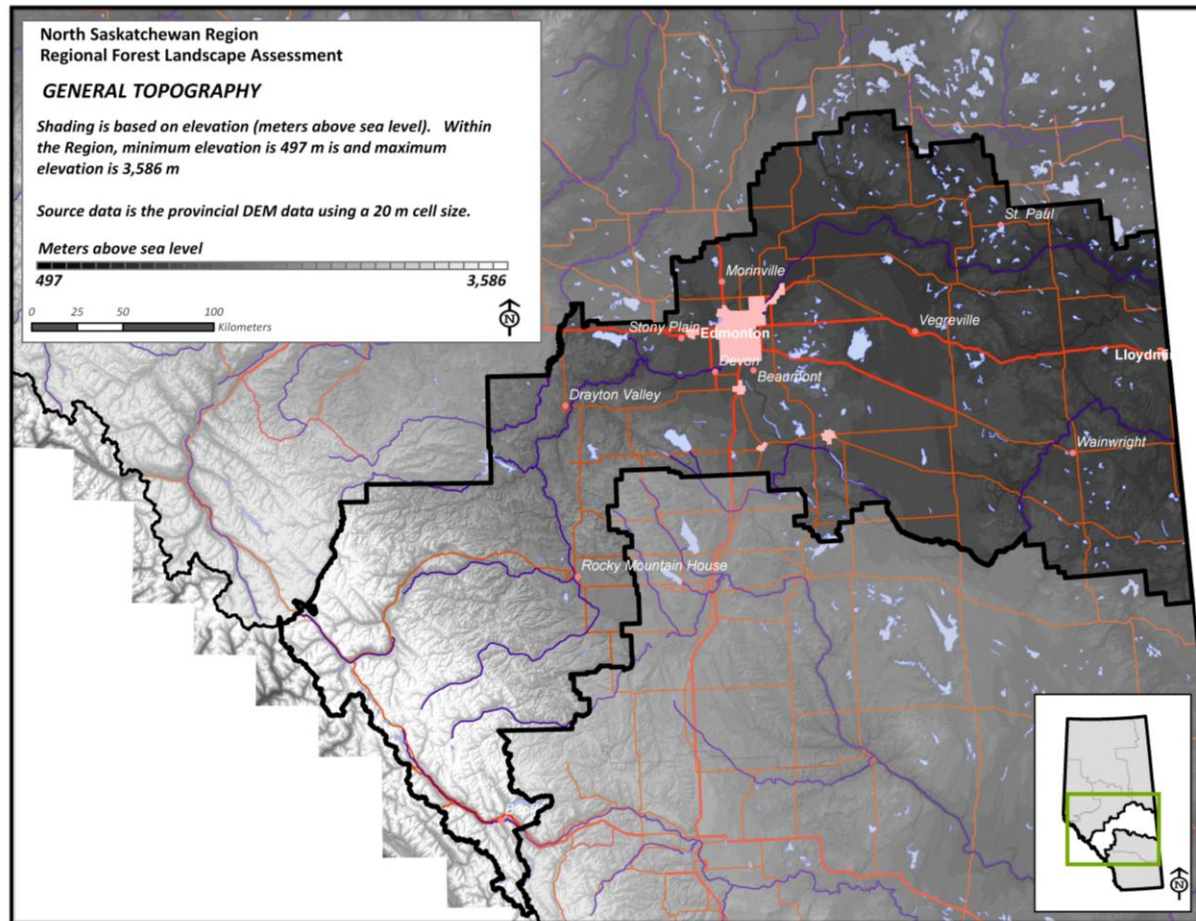 North Saskatchewan Region
Regional Forest Landscape Assessment
GENERAL TOPOGRAPHY
Shading is based on elevation (meters above sea level). Within
the Region, minimum elevation is 497 m is and maximum
elevation is 3,586 m
Source data is the provincial DEM data using a 20 m cell size.
Meters above sea level
497 3,586
0 25 50 100
Kilometers
N
St. Paul
Morinville
Stony Plain
Edmonton
Vegreville
Lloydmi
Devon
Beaumont
Drayton Valley
Wainwright
Rocky Mountain House
Banff
N